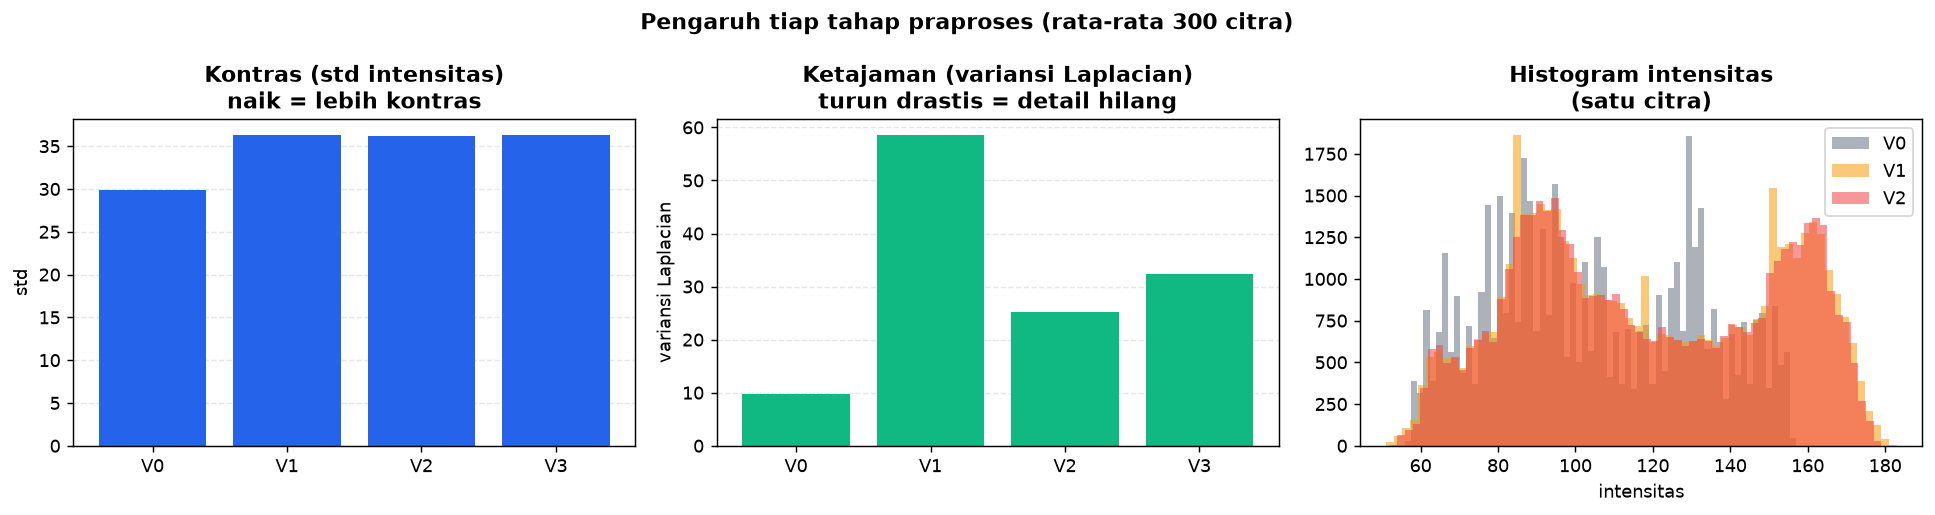 Pengaruh tiap tahap praproses (rata-rata 300 citra)
Kontras (std intensitas)
naik = lebih kontras
std
35
30
25
20
15
10
5
0
V0 V1 V2 V3
Ketajaman (variansi Laplacian)
turun drastis = detail hilang
variansi Laplacian
60
50
40
30
20
10
0
V0 V1 V2 V3
Histogram intensitas
(satu citra)
1750
1500
1250
1000
750
500
250
0
60 80 100 120 140 160 180
intensitas
V0
V1
V2